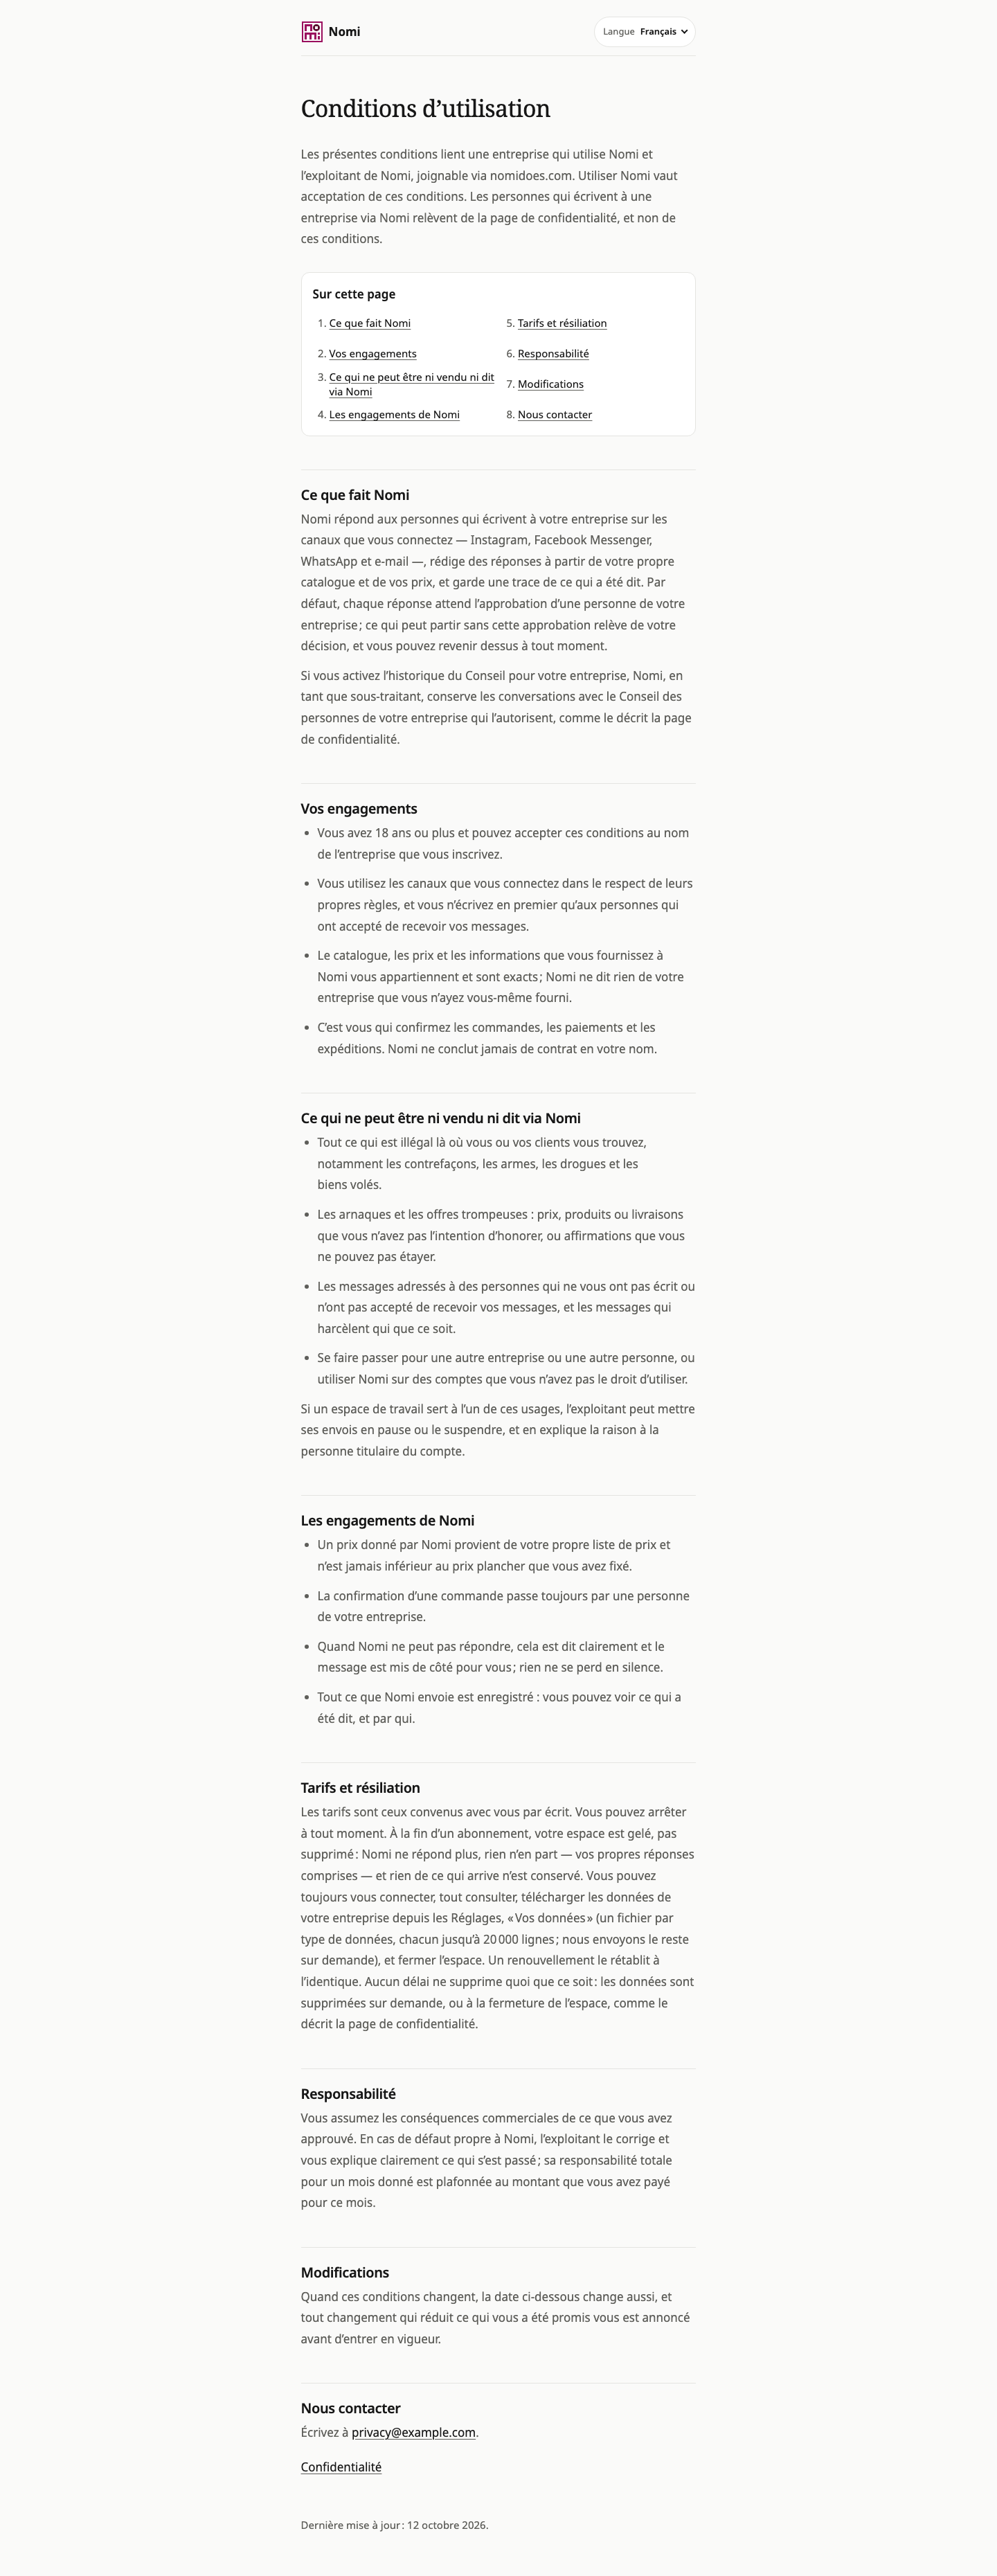 nomi Nomi
Langue Français
Conditions d’utilisation
Les présentes conditions lient une entreprise qui utilise Nomi et
l’exploitant de Nomi, joignable via nomidoes.com. Utiliser Nomi vaut
acceptation de ces conditions. Les personnes qui écrivent à une
entreprise via Nomi relèvent de la page de confidentialité, et non de
ces conditions.
Sur cette page
1. Ce que fait Nomi
2. Vos engagements
3. Ce qui ne peut être ni vendu ni dit
via Nomi
4. Les engagements de Nomi
5. Tarifs et résiliation
6. Responsabilité
7. Modifications
8. Nous contacter
Ce que fait Nomi
Nomi répond aux personnes qui écrivent à votre entreprise sur les
canaux que vous connectez — Instagram, Facebook Messenger,
WhatsApp et e-mail —, rédige des réponses à partir de votre propre
catalogue et de vos prix, et garde une trace de ce qui a été dit. Par
défaut, chaque réponse attend l’approbation d’une personne de votre
entreprise ; ce qui peut partir sans cette approbation relève de votre
décision, et vous pouvez revenir dessus à tout moment.
Si vous activez l’historique du Conseil pour votre entreprise, Nomi, en
tant que sous-traitant, conserve les conversations avec le Conseil des
personnes de votre entreprise qui l’autorisent, comme le décrit la page
de confidentialité.
Vos engagements
• Vous avez 18 ans ou plus et pouvez accepter ces conditions au nom
de l’entreprise que vous inscrivez.
• Vous utilisez les canaux que vous connectez dans le respect de leurs
propres règles, et vous n’écrivez en premier qu’aux personnes qui
ont accepté de recevoir vos messages.
• Le catalogue, les prix et les informations que vous fournissez à
Nomi vous appartiennent et sont exacts ; Nomi ne dit rien de votre
entreprise que vous n’ayez vous-même fourni.
• C’est vous qui confirmez les commandes, les paiements et les
expéditions. Nomi ne conclut jamais de contrat en votre nom.
Ce qui ne peut être ni vendu ni dit via Nomi
• Tout ce qui est illégal là où vous ou vos clients vous trouvez,
notamment les contrefaçons, les armes, les drogues et les
biens volés.
• Les arnaques et les offres trompeuses : prix, produits ou livraisons
que vous n’avez pas l’intention d’honorer, ou affirmations que vous
ne pouvez pas étayer.
• Les messages adressés à des personnes qui ne vous ont pas écrit ou
n’ont pas accepté de recevoir vos messages, et les messages qui
harcèlent qui que ce soit.
• Se faire passer pour une autre entreprise ou une autre personne, ou
utiliser Nomi sur des comptes que vous n’avez pas le droit d’utiliser.
Si un espace de travail sert à l’un de ces usages, l’exploitant peut mettre
ses envois en pause ou le suspendre, et en explique la raison à la
personne titulaire du compte.
Les engagements de Nomi
• Un prix donné par Nomi provient de votre propre liste de prix et
n’est jamais inférieur au prix plancher que vous avez fixé.
• La confirmation d’une commande passe toujours par une personne
de votre entreprise.
• Quand Nomi ne peut pas répondre, cela est dit clairement et le
message est mis de côté pour vous ; rien ne se perd en silence.
• Tout ce que Nomi envoie est enregistré : vous pouvez voir ce qui a
été dit, et par qui.
Tarifs et résiliation
Les tarifs sont ceux convenus avec vous par écrit. Vous pouvez arrêter
à tout moment. À la fin d’un abonnement, votre espace est gelé, pas
supprimé : Nomi ne répond plus, rien n’en part — vos propres réponses
comprises — et rien de ce qui arrive n’est conservé. Vous pouvez
toujours vous connecter, tout consulter, télécharger les données de
votre entreprise depuis les Réglages, « Vos données » (un fichier par
type de données, chacun jusqu’à 20 000 lignes ; nous envoyons le reste
sur demande), et fermer l’espace. Un renouvellement le rétablit à
l’identique. Aucun délai ne supprime quoi que ce soit : les données sont
supprimées sur demande, ou à la fermeture de l’espace, comme le
décrit la page de confidentialité.
Responsabilité
Vous assumez les conséquences commerciales de ce que vous avez
approuvé. En cas de défaut propre à Nomi, l’exploitant le corrige et
vous explique clairement ce qui s’est passé ; sa responsabilité totale
pour un mois donné est plafonnée au montant que vous avez payé
pour ce mois.
Modifications
Quand ces conditions changent, la date ci-dessous change aussi, et
tout changement qui réduit ce qui vous a été promis vous est annoncé
avant d’entrer en vigueur.
Nous contacter
Écrivez à privacy@example.com.
Confidentialité
Dernière mise à jour : 12 octobre 2026.